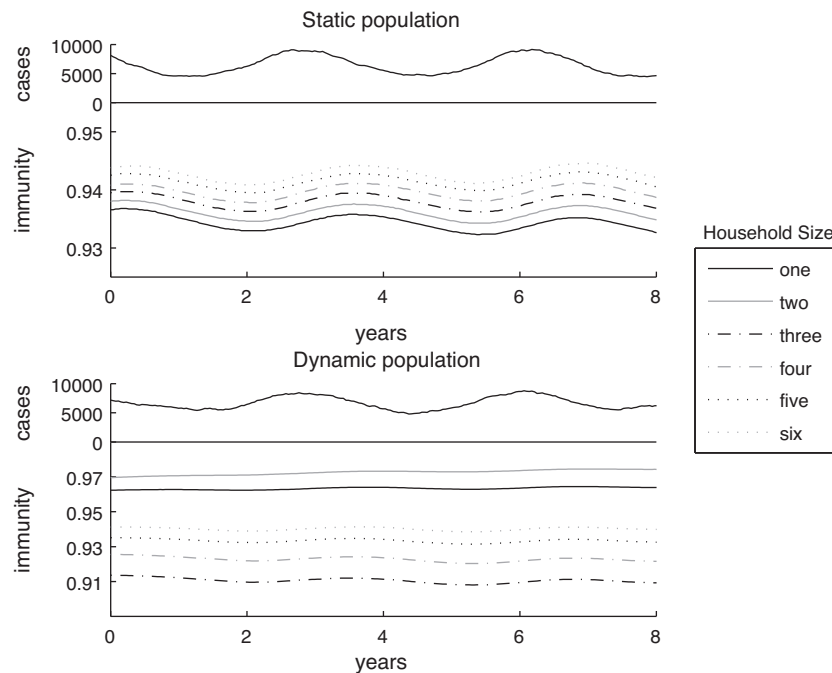 Static population
10000
5000
0
cases
0.95
0.94
0.93
immunity
0 2 4 6 8
years
Dynamic population
10000
5000
0
cases
0.97
0.95
0.93
0.91
immunity
0 2 4 6 8
years
Household Size
one
two
three
four
five
six